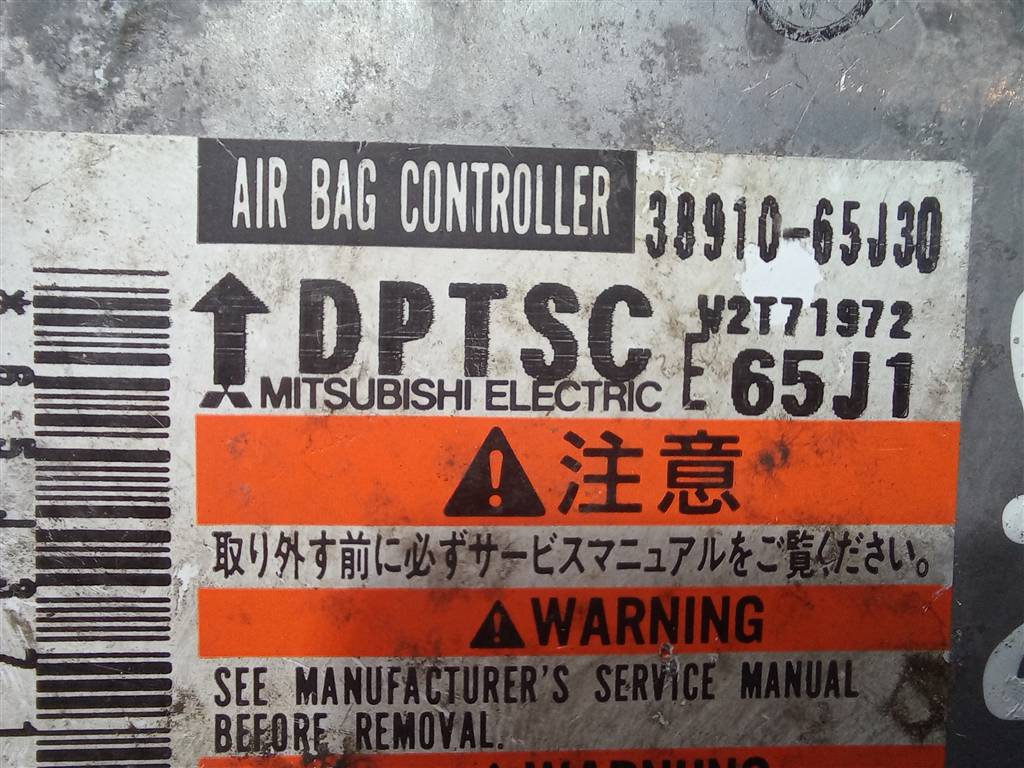 AIR BAG CONTROLLER 38910-65J30
DPTSC W2T71972
MITSUBISHI ELECTRIC E 65J1
注意
取り外す前に必ずサービスマニュアルをご覧ください。
WARNING
SEE MANUFACTURER'S SERVICE MANUAL
BEFORE REMOVAL.
WARNING